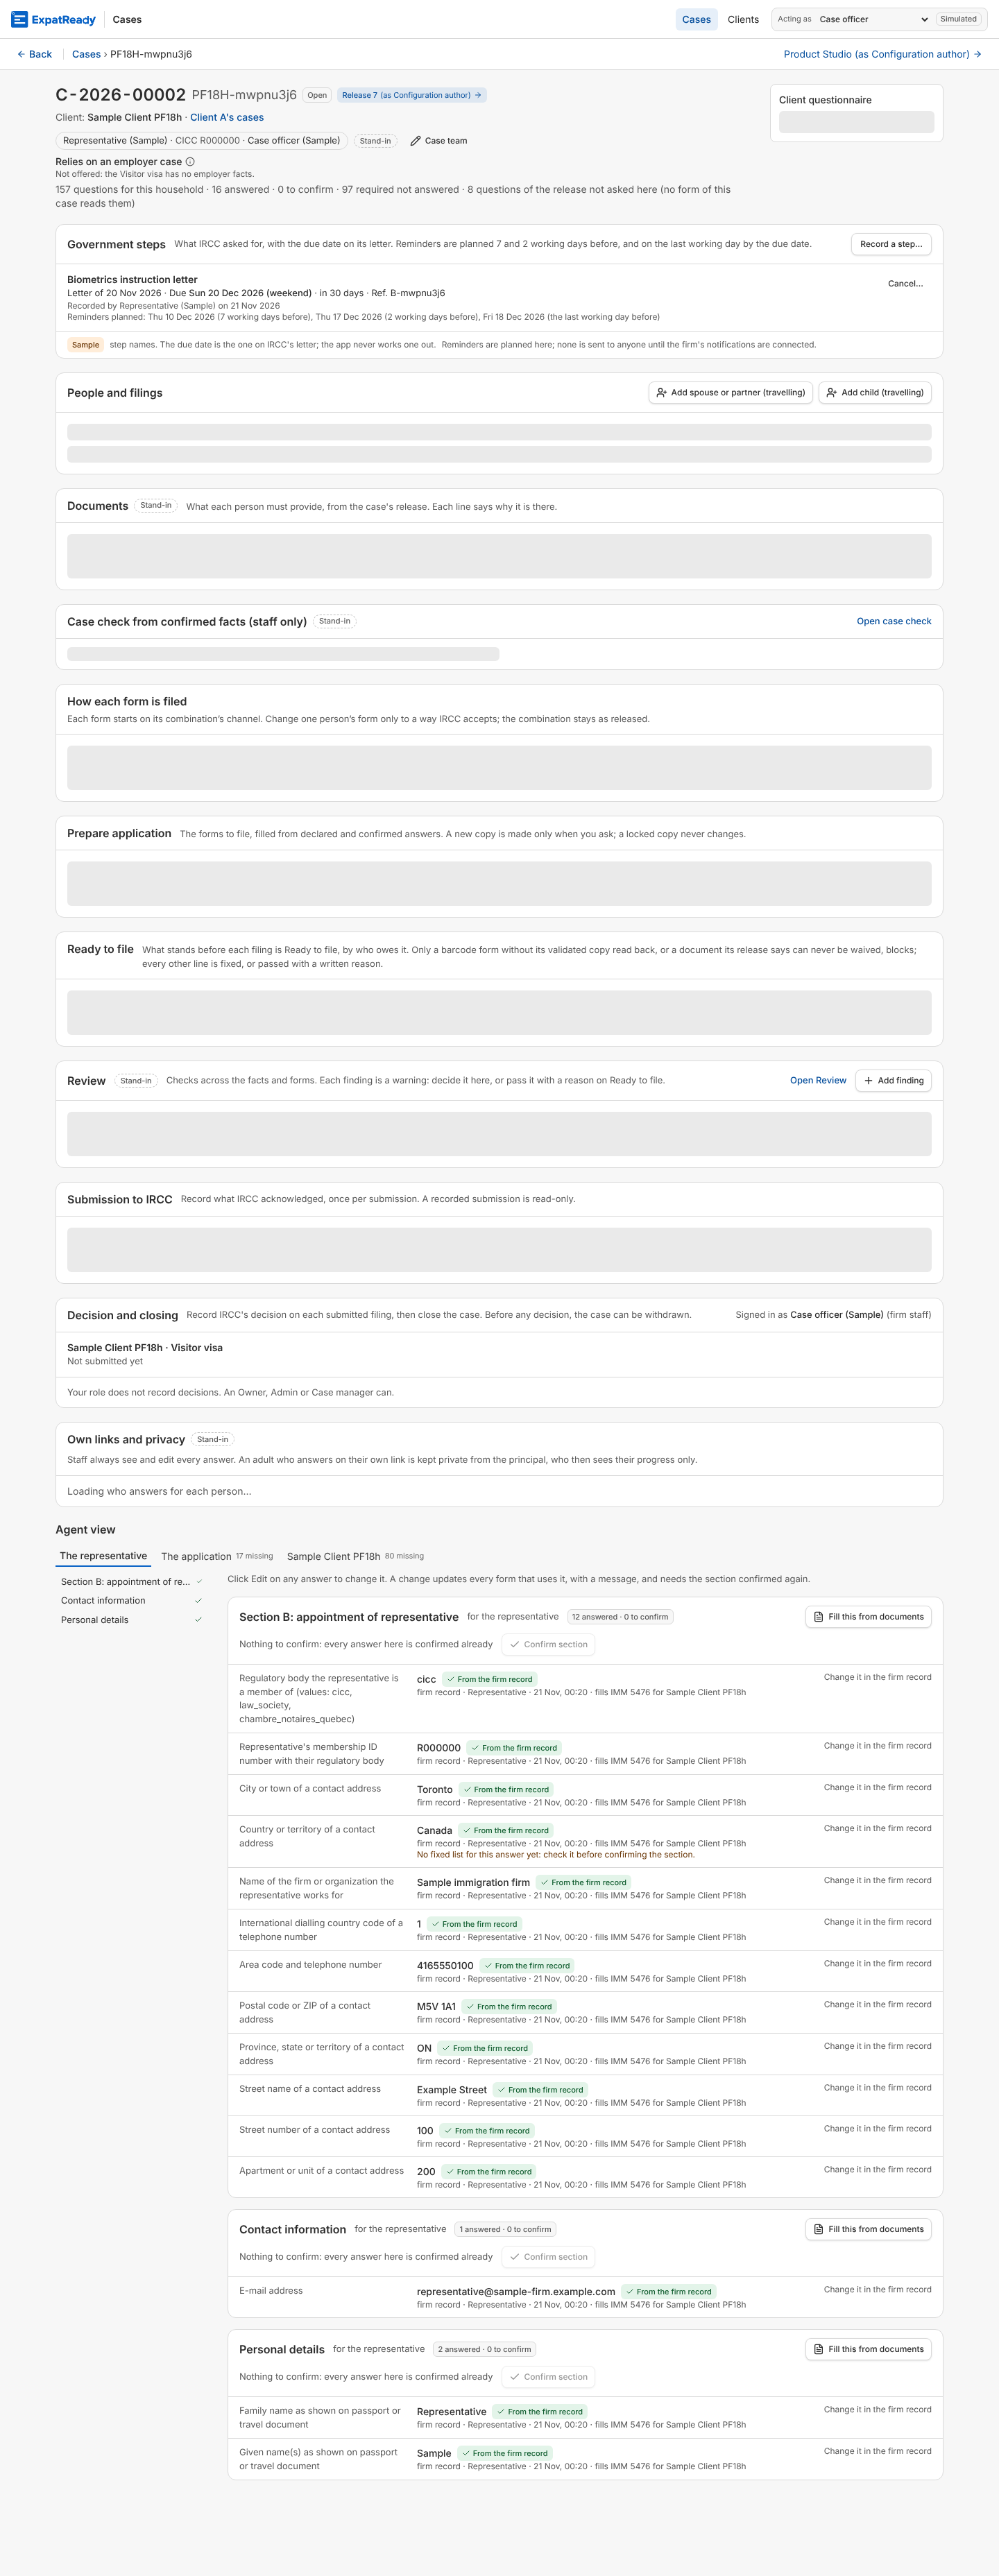 ExpatReady Cases Cases Clients Acting as Case officer Simulated
← Back Cases › PF18H-mwpnu3j6 Product Studio (as Configuration author) →
C-2026-00002 PF18H-mwpnu3j6 Open Release 7 (as Configuration author) →
Client: Sample Client PF18h · Client A's cases
Representative (Sample) · CICC R000000 · Case officer (Sample) Stand-in Case team
Relies on an employer case
Not offered: the Visitor visa has no employer facts.
157 questions for this household · 16 answered · 0 to confirm · 97 required not answered · 8 questions of the release not asked here (no form of this
case reads them)
Client questionnaire
Government steps What IRCC asked for, with the due date on its letter. Reminders are planned 7 and 2 working days before, and on the last working day by the due date. Record a step...
Biometrics instruction letter
Letter of 20 Nov 2026 · Due Sun 20 Dec 2026 (weekend) · in 30 days · Ref. B-mwpnu3j6 Cancel...
Recorded by Representative (Sample) on 21 Nov 2026
Reminders planned: Thu 10 Dec 2026 (7 working days before), Thu 17 Dec 2026 (2 working days before), Fri 18 Dec 2026 (the last working day before)
Sample step names. The due date is the one on IRCC's letter; the app never works one out. Reminders are planned here; none is sent to anyone until the firm's notifications are connected.
People and filings Add spouse or partner (travelling) Add child (travelling)
Documents Stand-in What each person must provide, from the case's release. Each line says why it is there.
Case check from confirmed facts (staff only) Stand-in Open case check
How each form is filed
Each form starts on its combination's channel. Change one person's form only to a way IRCC accepts; the combination stays as released.
Prepare application The forms to file, filled from declared and confirmed answers. A new copy is made only when you ask; a locked copy never changes.
Ready to file What stands before each filing is Ready to file, by who owes it. Only a barcode form without its validated copy read back, or a document its release says can never be waived, blocks;
every other line is fixed, or passed with a written reason.
Review Stand-in Checks across the facts and forms. Each finding is a warning: decide it here, or pass it with a reason on Ready to file. Open Review + Add finding
Submission to IRCC Record what IRCC acknowledged, once per submission. A recorded submission is read-only.
Decision and closing Record IRCC's decision on each submitted filing, then close the case. Before any decision, the case can be withdrawn. Signed in as Case officer (Sample) (firm staff)
Sample Client PF18h · Visitor visa
Not submitted yet
Your role does not record decisions. An Owner, Admin or Case manager can.
Own links and privacy Stand-in
Staff always see and edit every answer. An adult who answers on their own link is kept private from the principal, who then sees their progress only.
Loading who answers for each person...
Agent view
The representative The application 17 missing Sample Client PF18h 80 missing
Section B: appointment of re...
Contact information
Personal details
Click Edit on any answer to change it. A change updates every form that uses it, with a message, and needs the section confirmed again.
Section B: appointment of representative for the representative 12 answered · 0 to confirm Fill this from documents
Nothing to confirm: every answer here is confirmed already Confirm section
Regulatory body the representative is
a member of (values: cicc,
law_society,
chambre_notaires_quebec)
cicc From the firm record Change it in the firm record
firm record · Representative · 21 Nov, 00:20 · fills IMM 5476 for Sample Client PF18h
Representative's membership ID
number with their regulatory body
R000000 From the firm record Change it in the firm record
firm record · Representative · 21 Nov, 00:20 · fills IMM 5476 for Sample Client PF18h
City or town of a contact address
Toronto From the firm record Change it in the firm record
firm record · Representative · 21 Nov, 00:20 · fills IMM 5476 for Sample Client PF18h
Country or territory of a contact
address
Canada From the firm record Change it in the firm record
firm record · Representative · 21 Nov, 00:20 · fills IMM 5476 for Sample Client PF18h
No fixed list for this answer yet: check it before confirming the section.
Name of the firm or organization the
representative works for
Sample immigration firm From the firm record Change it in the firm record
firm record · Representative · 21 Nov, 00:20 · fills IMM 5476 for Sample Client PF18h
International dialling country code of a
telephone number
1 From the firm record Change it in the firm record
firm record · Representative · 21 Nov, 00:20 · fills IMM 5476 for Sample Client PF18h
Area code and telephone number
4165550100 From the firm record Change it in the firm record
firm record · Representative · 21 Nov, 00:20 · fills IMM 5476 for Sample Client PF18h
Postal code or ZIP of a contact
address
M5V 1A1 From the firm record Change it in the firm record
firm record · Representative · 21 Nov, 00:20 · fills IMM 5476 for Sample Client PF18h
Province, state or territory of a contact
address
ON From the firm record Change it in the firm record
firm record · Representative · 21 Nov, 00:20 · fills IMM 5476 for Sample Client PF18h
Street name of a contact address
Example Street From the firm record Change it in the firm record
firm record · Representative · 21 Nov, 00:20 · fills IMM 5476 for Sample Client PF18h
Street number of a contact address
100 From the firm record Change it in the firm record
firm record · Representative · 21 Nov, 00:20 · fills IMM 5476 for Sample Client PF18h
Apartment or unit of a contact address
200 From the firm record Change it in the firm record
firm record · Representative · 21 Nov, 00:20 · fills IMM 5476 for Sample Client PF18h
Contact information for the representative 1 answered · 0 to confirm Fill this from documents
Nothing to confirm: every answer here is confirmed already Confirm section
E-mail address
representative@sample-firm.example.com From the firm record Change it in the firm record
firm record · Representative · 21 Nov, 00:20 · fills IMM 5476 for Sample Client PF18h
Personal details for the representative 2 answered · 0 to confirm Fill this from documents
Nothing to confirm: every answer here is confirmed already Confirm section
Family name as shown on passport or
travel document
Representative From the firm record Change it in the firm record
firm record · Representative · 21 Nov, 00:20 · fills IMM 5476 for Sample Client PF18h
Given name(s) as shown on passport
or travel document
Sample From the firm record Change it in the firm record
firm record · Representative · 21 Nov, 00:20 · fills IMM 5476 for Sample Client PF18h